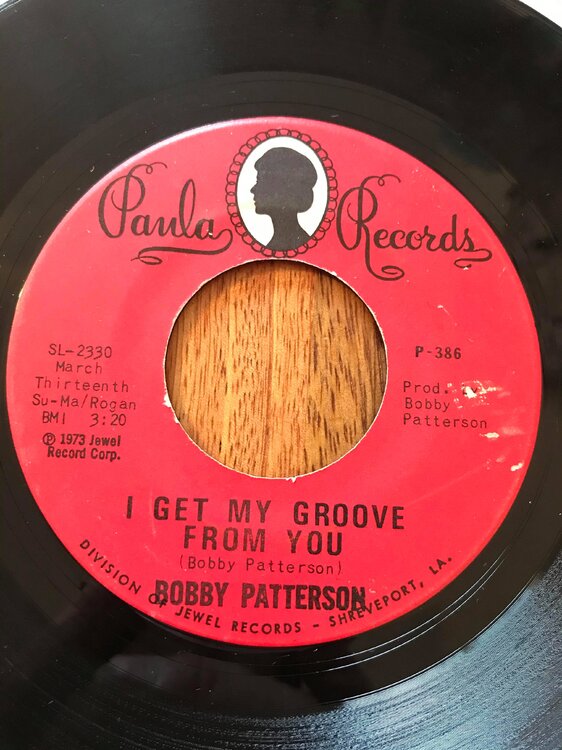 Paula Records
SL-2330
March
Thirteenth
Su-Ma/Rogan
BMI 3:20
Ⓟ 1973 Jewel
Record Corp.
P-386
Prod.
Bobby
Patterson
I GET MY GROOVE
FROM YOU
(Bobby Patterson)
BOBBY PATTERSON
DIVISION OF JEWEL RECORDS - SHREVEPORT, LA.